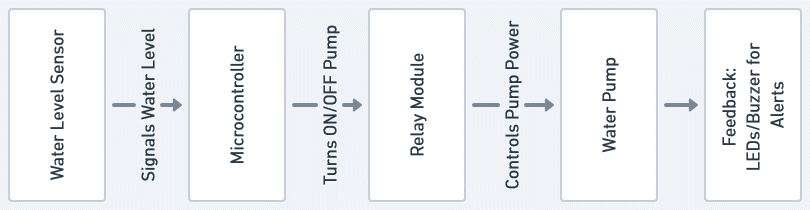 Water Level Sensor
Signals Water Level
Microcontroller
Turns ON/OFF Pump
Relay Module
Controls Pump Power
Water Pump
Feedback:
LEDs/Buzzer for
Alerts